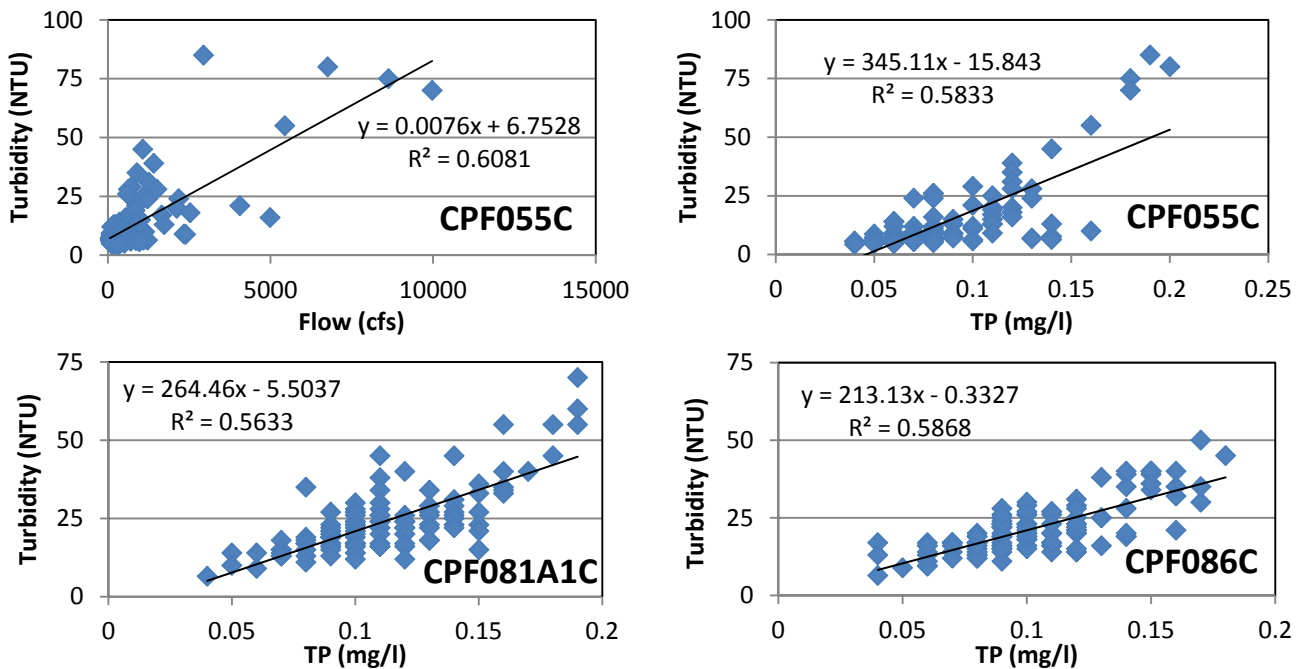 Turbidity (NTU)
100
75
50
25
0
y = 0.0076x + 6.7528
R² = 0.6081
CPF055C
0 5000 10000 15000
Flow (cfs)
Turbidity (NTU)
100
75
50
25
0
y = 345.11x - 15.843
R² = 0.5833
CPF055C
0 0.05 0.1 0.15 0.2 0.25
TP (mg/l)
Turbidity (NTU)
75
50
25
0
y = 264.46x - 5.5037
R² = 0.5633
CPF081A1C
0 0.05 0.1 0.15 0.2
TP (mg/l)
Turbidity (NTU)
75
50
25
0
y = 213.13x - 0.3327
R² = 0.5868
CPF086C
0 0.05 0.1 0.15 0.2
TP (mg/l)